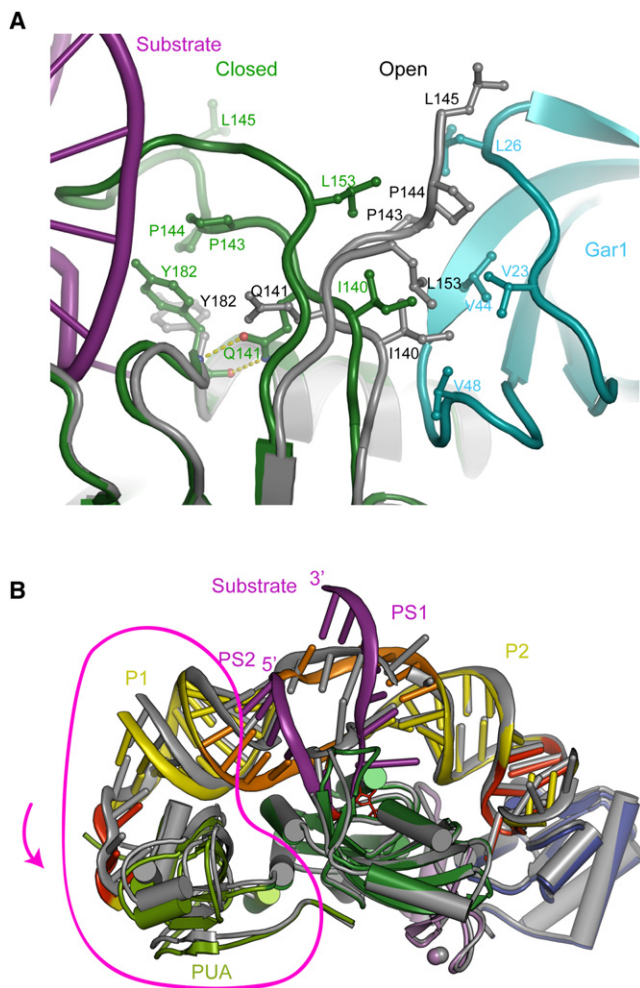 A
Substrate
Closed
Open
L145
L145
L26
L153
P144
P143
P144
P143
Gar1
Y182
Y182
Q141
I140
L153
V23
V44
Q141
I140
V48
B
Substrate 3’
PS1
PS2 5’
P2
P1
PUA